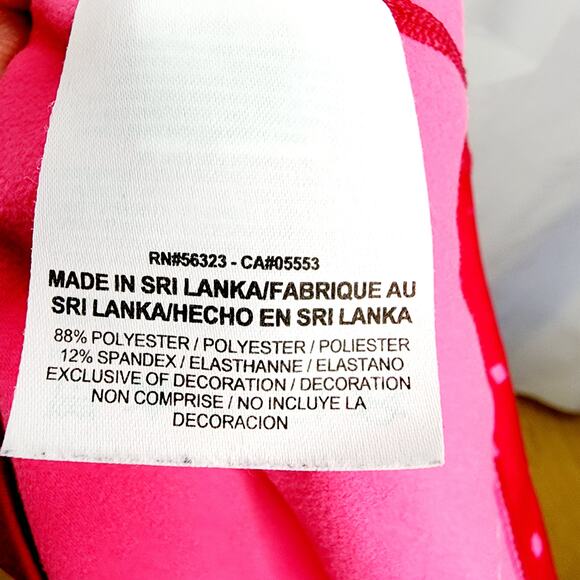 RN#56323 - CA#05553
MADE IN SRI LANKA/FABRIQUE AU
SRI LANKA/HECHO EN SRI LANKA
88% POLYESTER / POLYESTER / POLIESTER
12% SPANDEX / ELASTHANNE / ELASTANO
EXCLUSIVE OF DECORATION / DECORATION
NON COMPRISE / NO INCLUYE LA
DECORACION